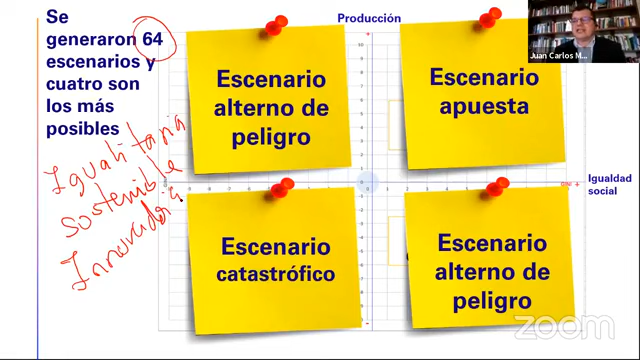 Se
generaron 64
escenarios y
cuatro son
los más
posibles
Igualitaria
sostenible
Innovadora
Producción
Escenario
alterno de
peligro
Escenario
apuesta
Igualdad
social
Escenario
catastrófico
Escenario
alterno de
peligro
Juan Carlos M...
zoom